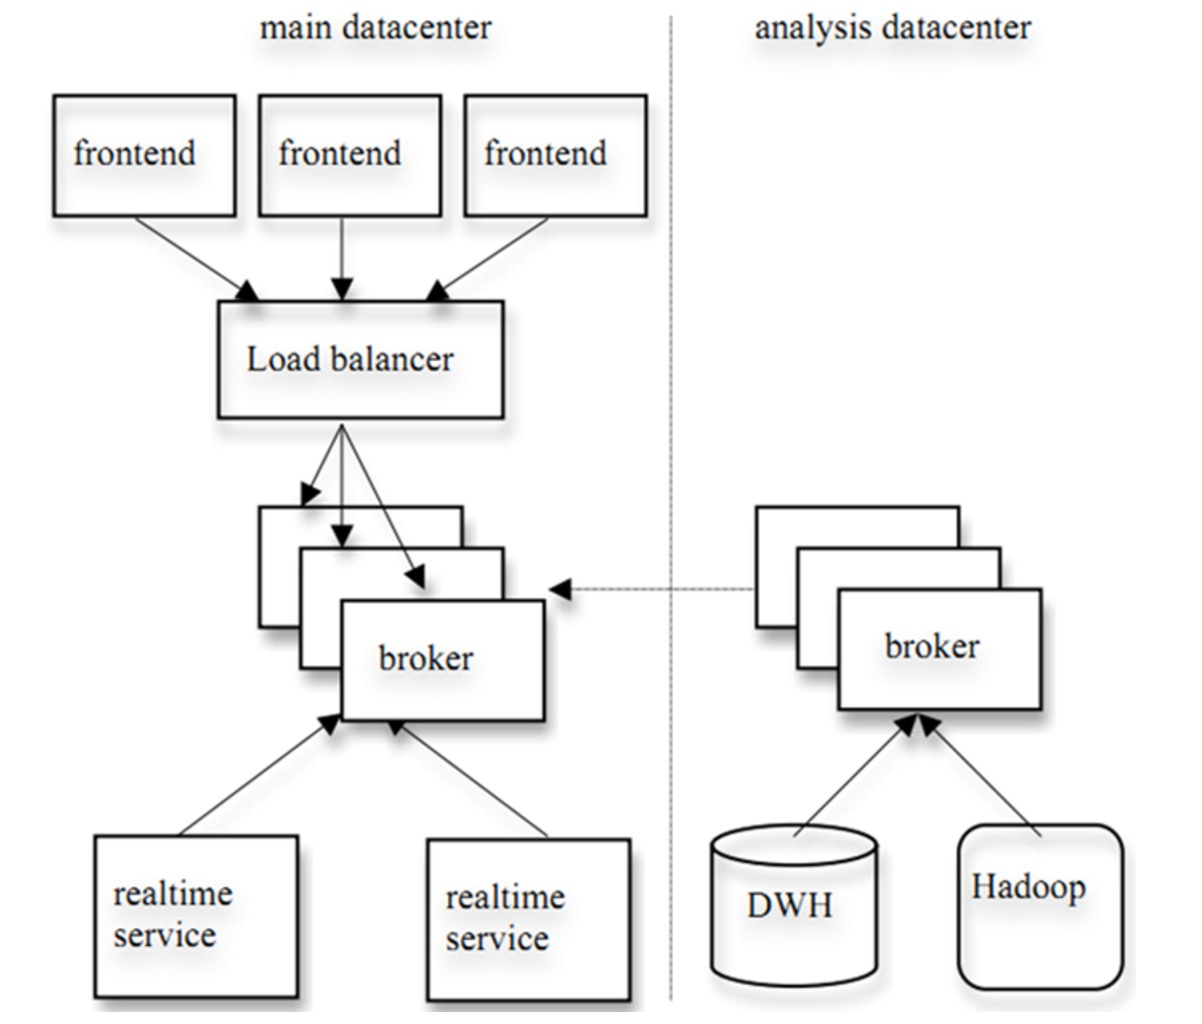 main datacenter
analysis datacenter
frontend
frontend
frontend
Load balancer
broker
broker
realtime
service
realtime
service
DWH
Hadoop